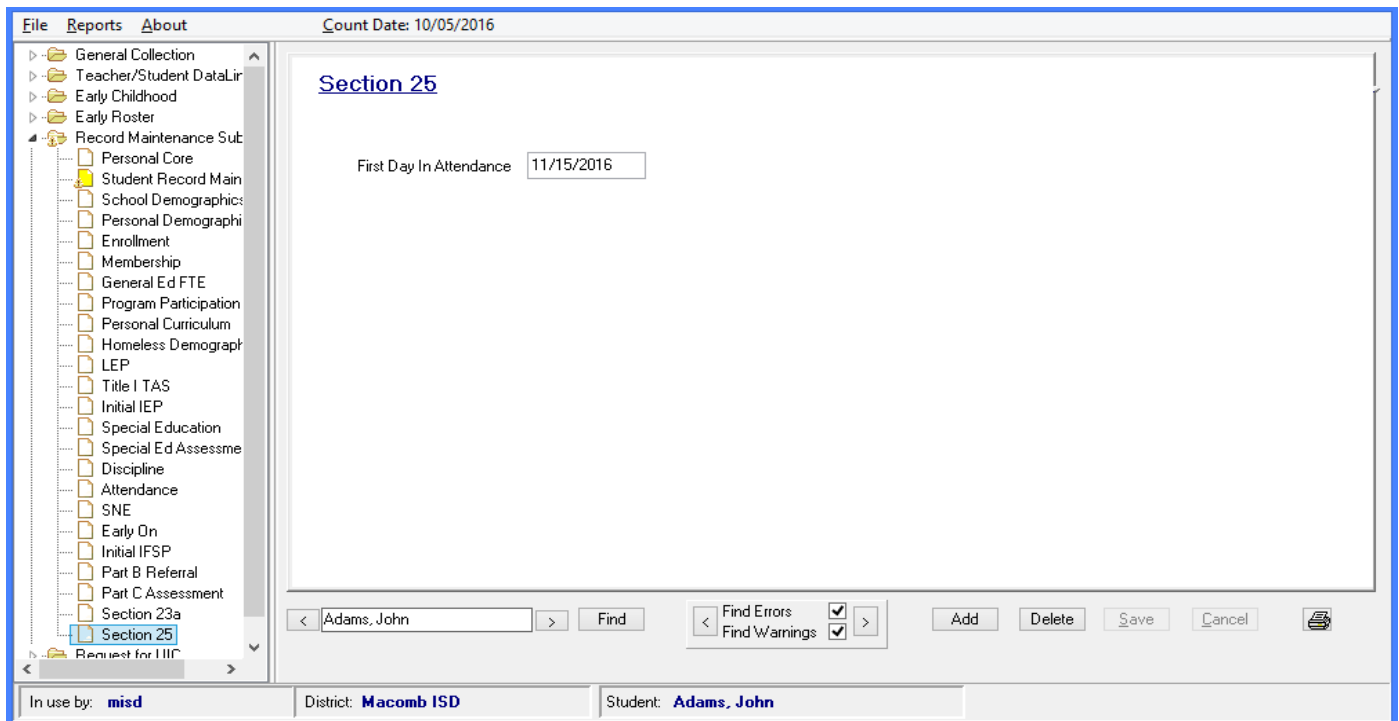 File Reports About Count Date: 10/05/2016
General Collection
Teacher/Student DataLin
Early Childhood
Early Roster
Record Maintenance Sub
Personal Core
Student Record Main
School Demographics
Personal Demographi
Enrollment
Membership
General Ed FTE
Program Participation
Personal Curriculum
Homeless Demograph
LEP
Title I TAS
Initial IEP
Special Education
Special Ed Assessme
Discipline
Attendance
SNE
Early On
Initial IFSP
Part B Referral
Part C Assessment
Section 23a
Section 25
Request for UIC
Section 25
First Day In Attendance 11/15/2016
< Adams, John > Find < Find Errors > Add Delete Save Cancel
Find Warnings
In use by: misd District: Macomb ISD Student: Adams, John